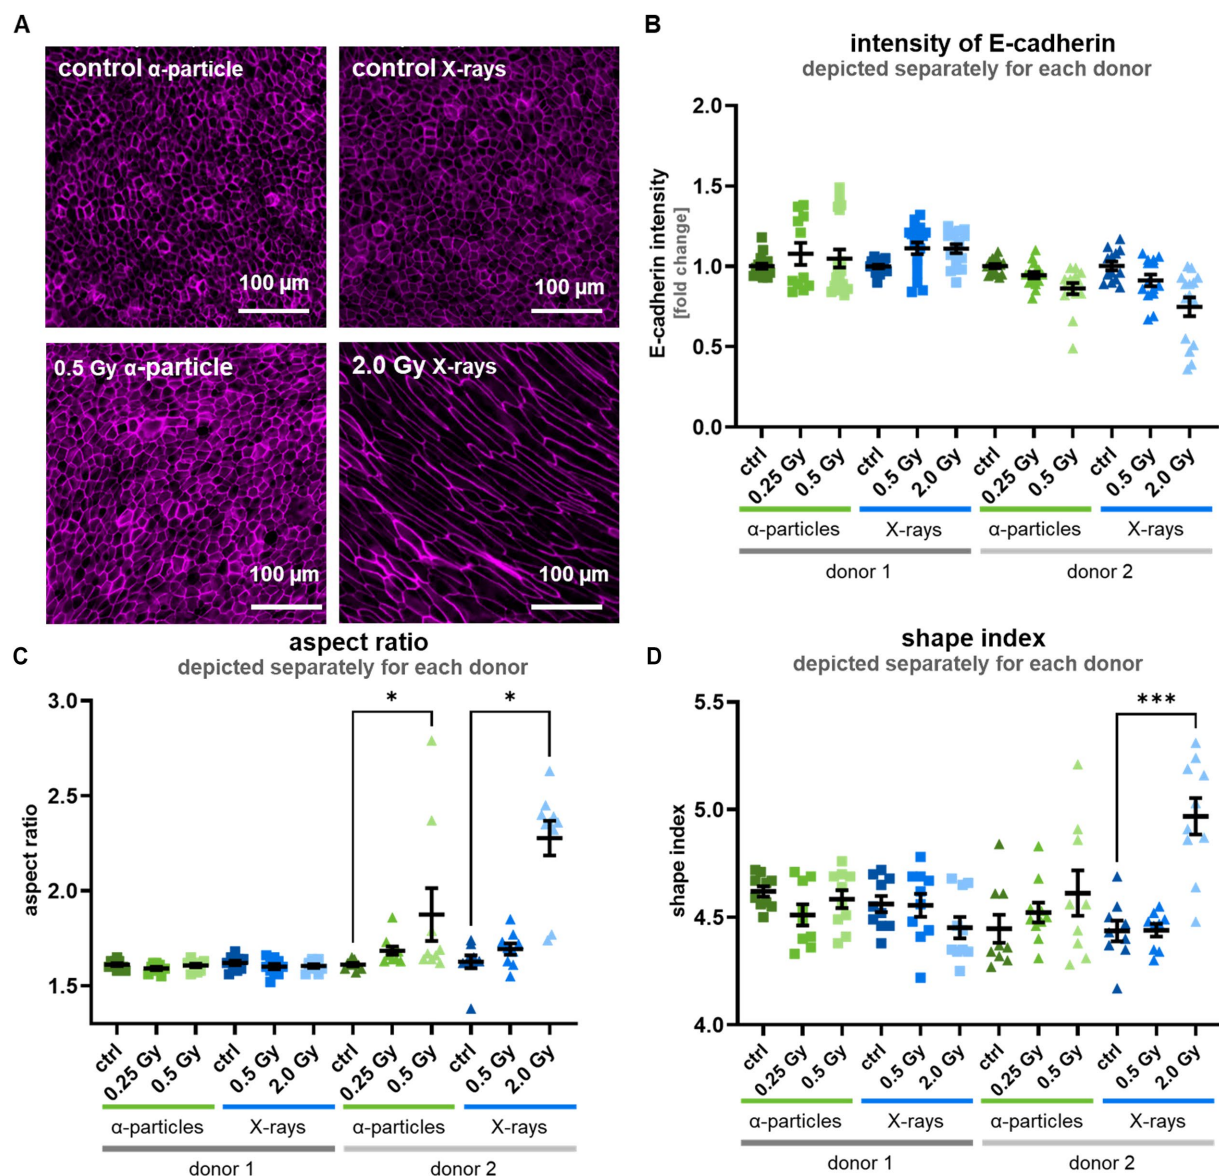 A
control α-particle
100 µm
control X-rays
100 µm
0.5 Gy α-particle
100 µm
2.0 Gy X-rays
100 µm
B
intensity of E-cadherin
depicted separately for each donor
E-cadherin intensity
[fold change]
2.0
1.5
1.0
0.5
0.0
ctrl
0.25 Gy
0.5 Gy
ctrl
0.5 Gy
2.0 Gy
ctrl
0.25 Gy
0.5 Gy
ctrl
0.5 Gy
2.0 Gy
α-particles
X-rays
α-particles
X-rays
donor 1
donor 2
C
aspect ratio
depicted separately for each donor
aspect ratio
3.0
2.5
2.0
1.5
*
*
ctrl
0.25 Gy
0.5 Gy
ctrl
0.5 Gy
2.0 Gy
ctrl
0.25 Gy
0.5 Gy
ctrl
0.5 Gy
2.0 Gy
α-particles
X-rays
α-particles
X-rays
donor 1
donor 2
D
shape index
depicted separately for each donor
shape index
5.5
5.0
4.5
4.0
***
ctrl
0.25 Gy
0.5 Gy
ctrl
0.5 Gy
2.0 Gy
ctrl
0.25 Gy
0.5 Gy
ctrl
0.5 Gy
2.0 Gy
α-particles
X-rays
α-particles
X-rays
donor 1
donor 2